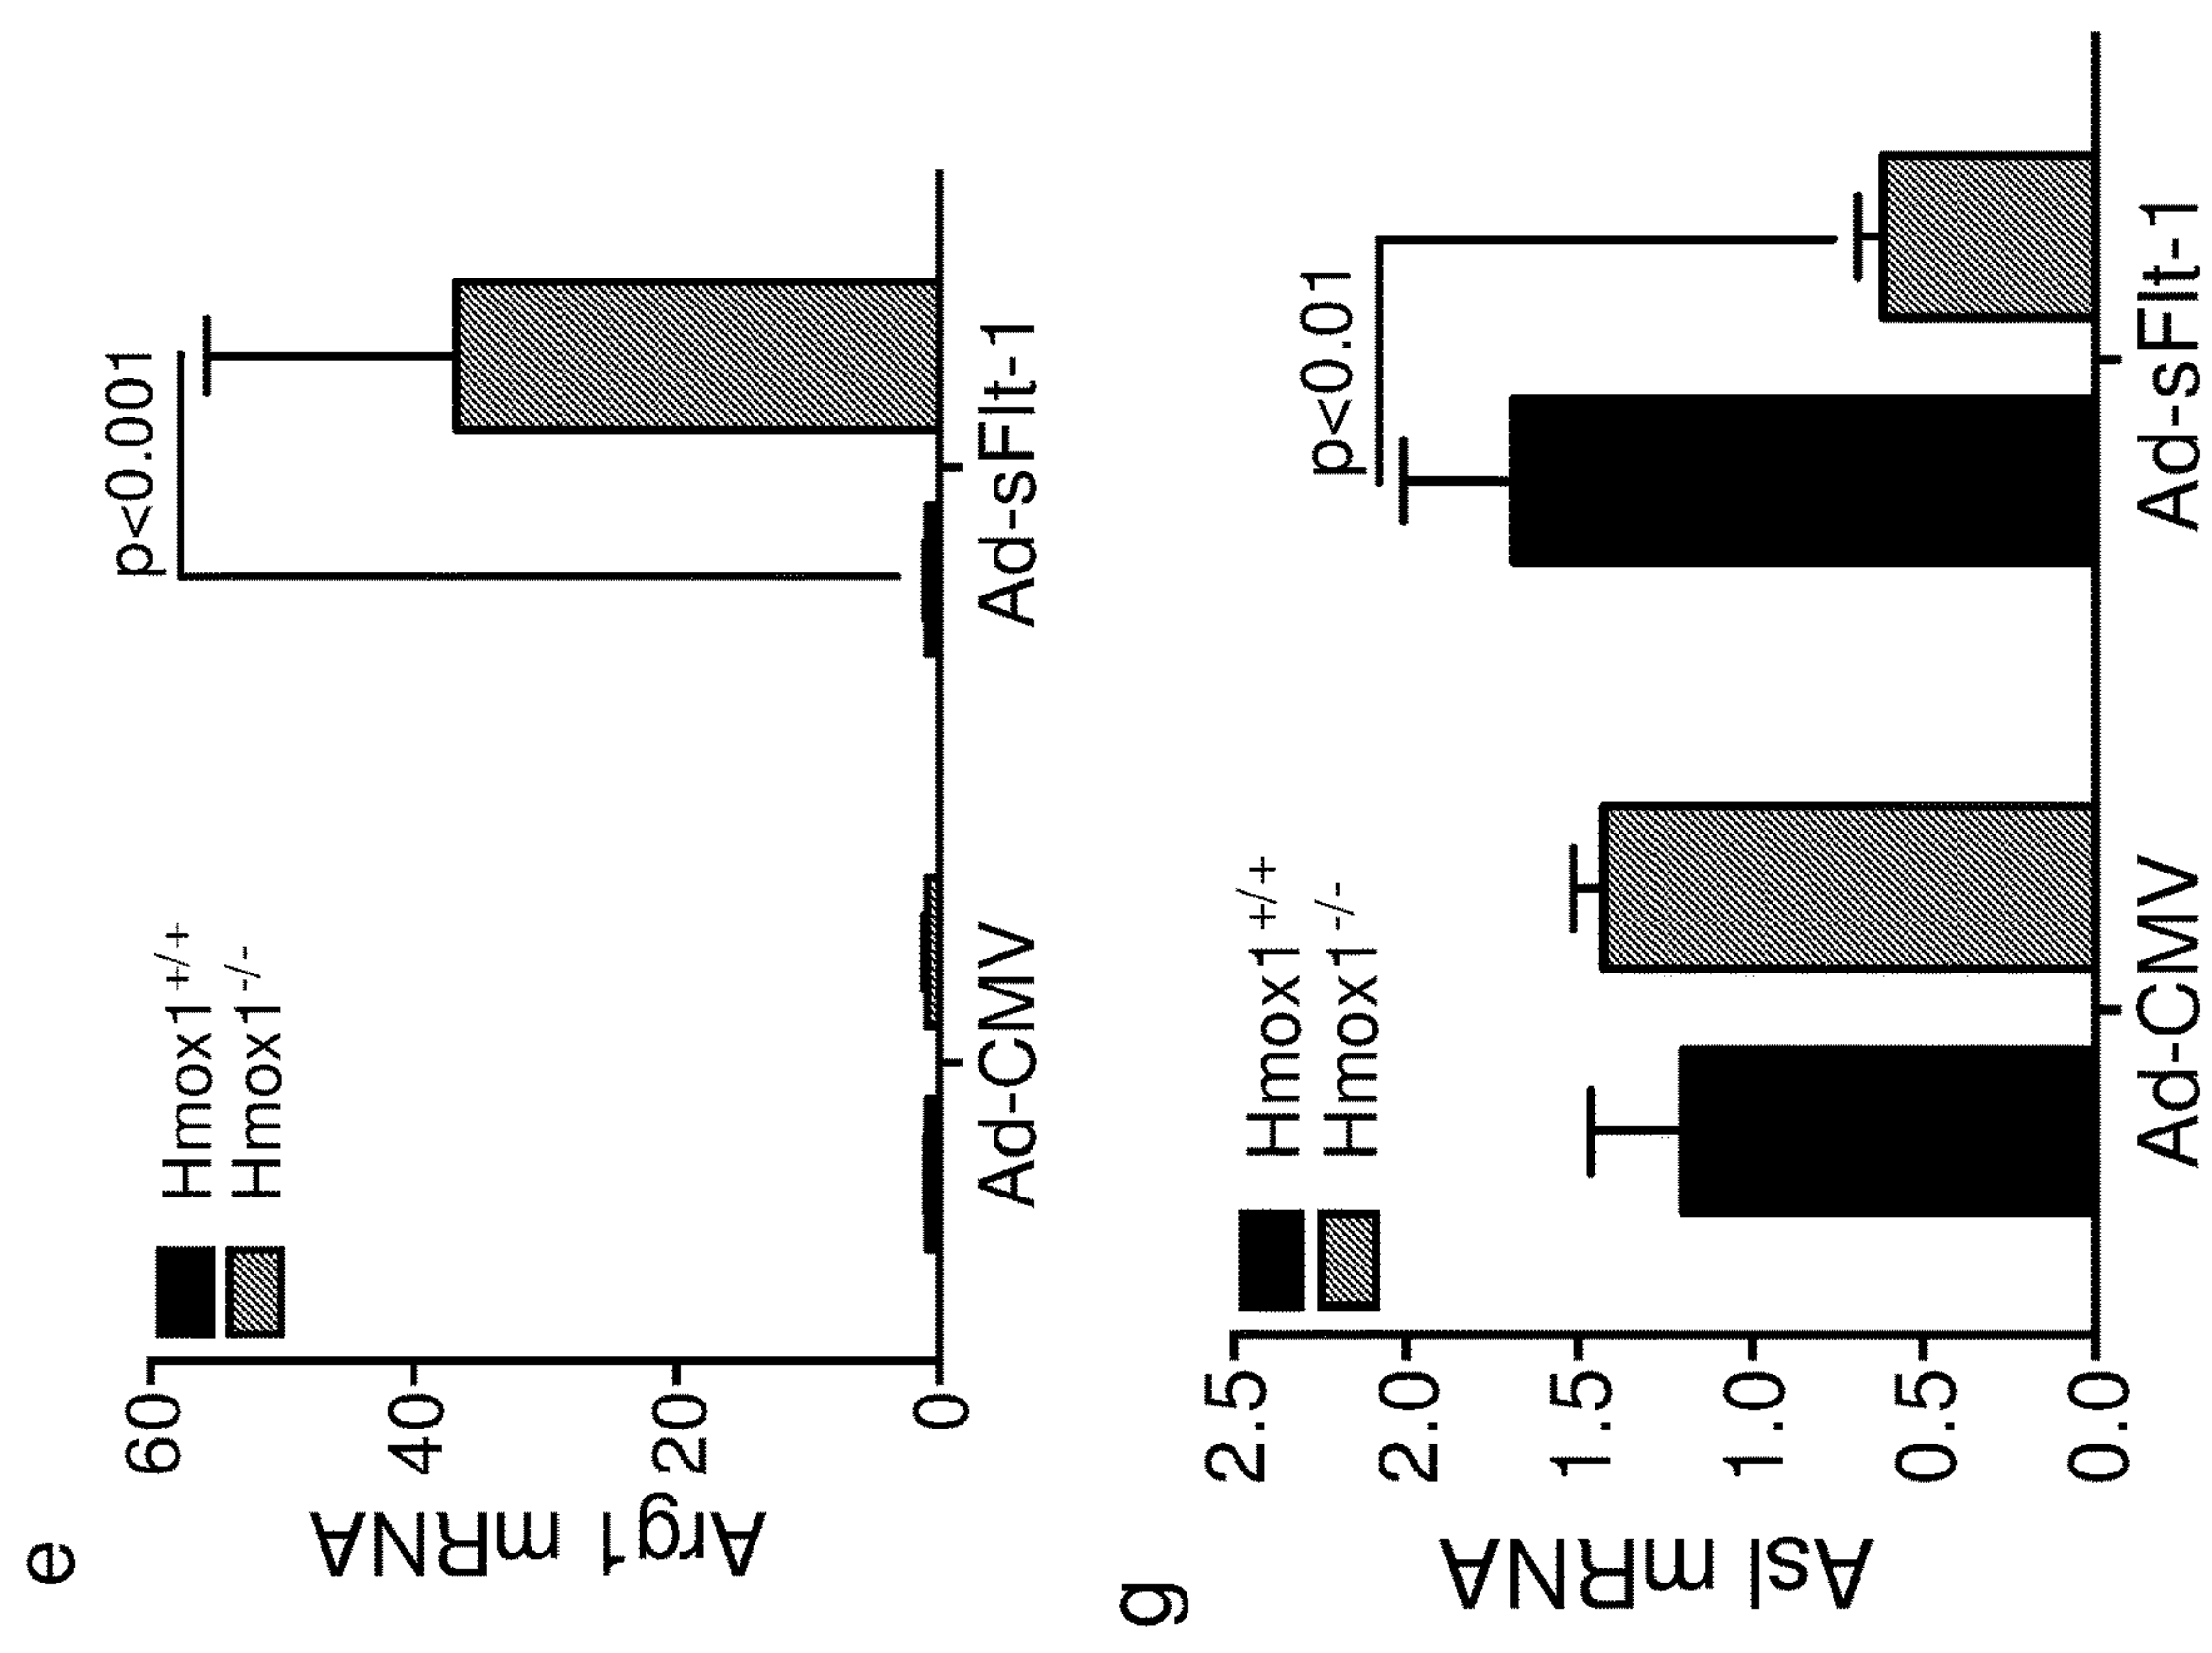 e
Arg1 mRNA
60
40
20
0
Hmox1+/+
Hmox1-/-
p<0.001
Ad-CMV
Ad-sFlt-1
g
Asl mRNA
2.5
2.0
1.5
1.0
0.5
0.0
Hmox1+/+
Hmox1-/-
p<0.01
Ad-CMV
Ad-sFlt-1